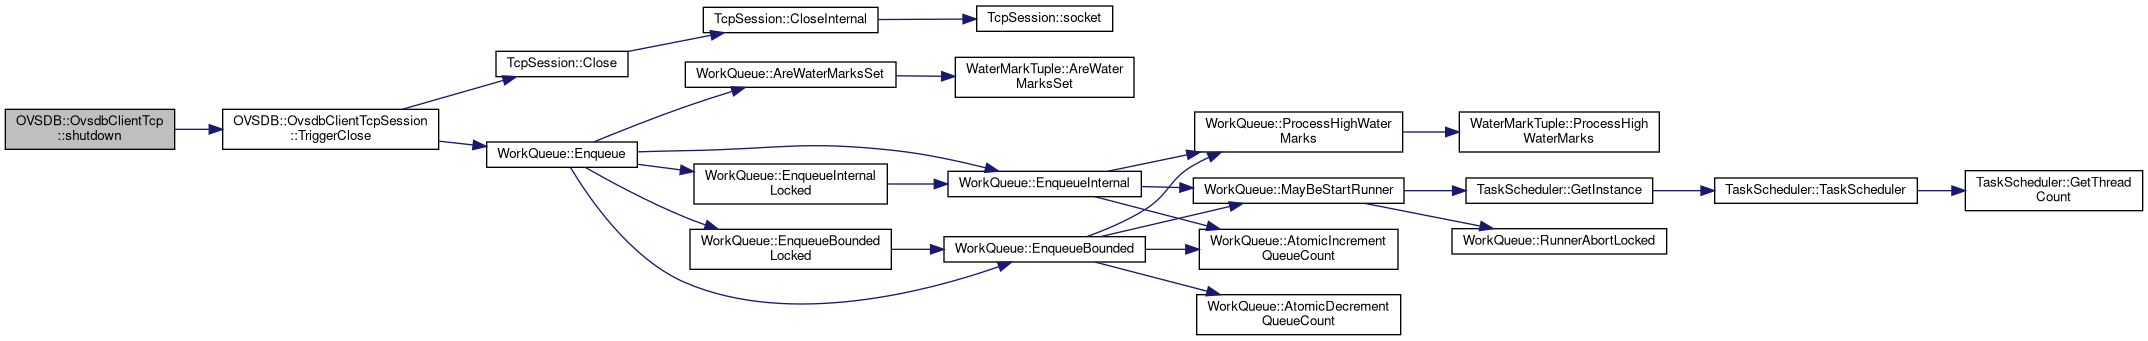 TcpSession::CloseInternal
TcpSession::socket
TcpSession::Close
WorkQueue::AreWaterMarksSet
WaterMarkTuple::AreWater
MarksSet
OVSDB::OvsdbClientTcp
::shutdown
OVSDB::OvsdbClientTcpSession
::TriggerClose
WorkQueue::Enqueue
WorkQueue::ProcessHighWater
Marks
WaterMarkTuple::ProcessHigh
WaterMarks
WorkQueue::EnqueueInternal
Locked
WorkQueue::EnqueueInternal
WorkQueue::MayBeStartRunner
TaskScheduler::GetInstance
TaskScheduler::TaskScheduler
TaskScheduler::GetThread
Count
WorkQueue::EnqueueBounded
Locked
WorkQueue::EnqueueBounded
WorkQueue::AtomicIncrement
QueueCount
WorkQueue::RunnerAbortLocked
WorkQueue::AtomicDecrement
QueueCount